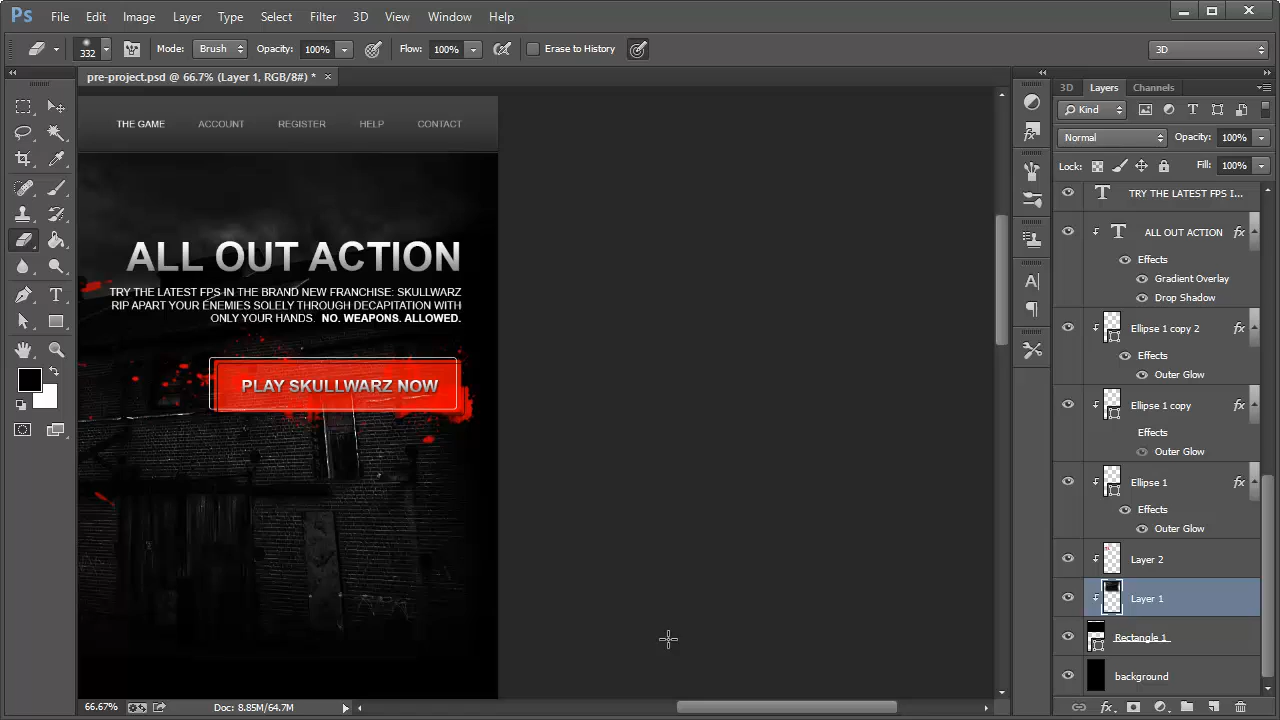 Ps File Edit Image Layer Type Select Filter 3D View Window Help
332 Mode: Brush Opacity: 100% Flow: 100% Erase to History 3D
pre-project.psd @ 66.7% (Layer 1, RGB/8#) * ×
3D Layers Channels
Kind
Normal Opacity: 100%
Lock: Fill: 100%
THE GAME ACCOUNT REGISTER HELP CONTACT
ALL OUT ACTION
TRY THE LATEST FPS IN THE BRAND NEW FRANCHISE: SKULLWARZ
RIP APART YOUR ENEMIES SOLELY THROUGH DECAPITATION WITH
ONLY YOUR HANDS. NO. WEAPONS. ALLOWED.
PLAY SKULLWARZ NOW
T TRY THE LATEST FPS I...
T ALL OUT ACTION fx
Effects
Gradient Overlay
Drop Shadow
Ellipse 1 copy 2 fx
Effects
Outer Glow
Ellipse 1 copy fx
Effects
Outer Glow
Ellipse 1 fx
Effects
Outer Glow
Layer 2
Layer 1
Rectangle 1
background
66.67% Doc: 8.85M/64.7M